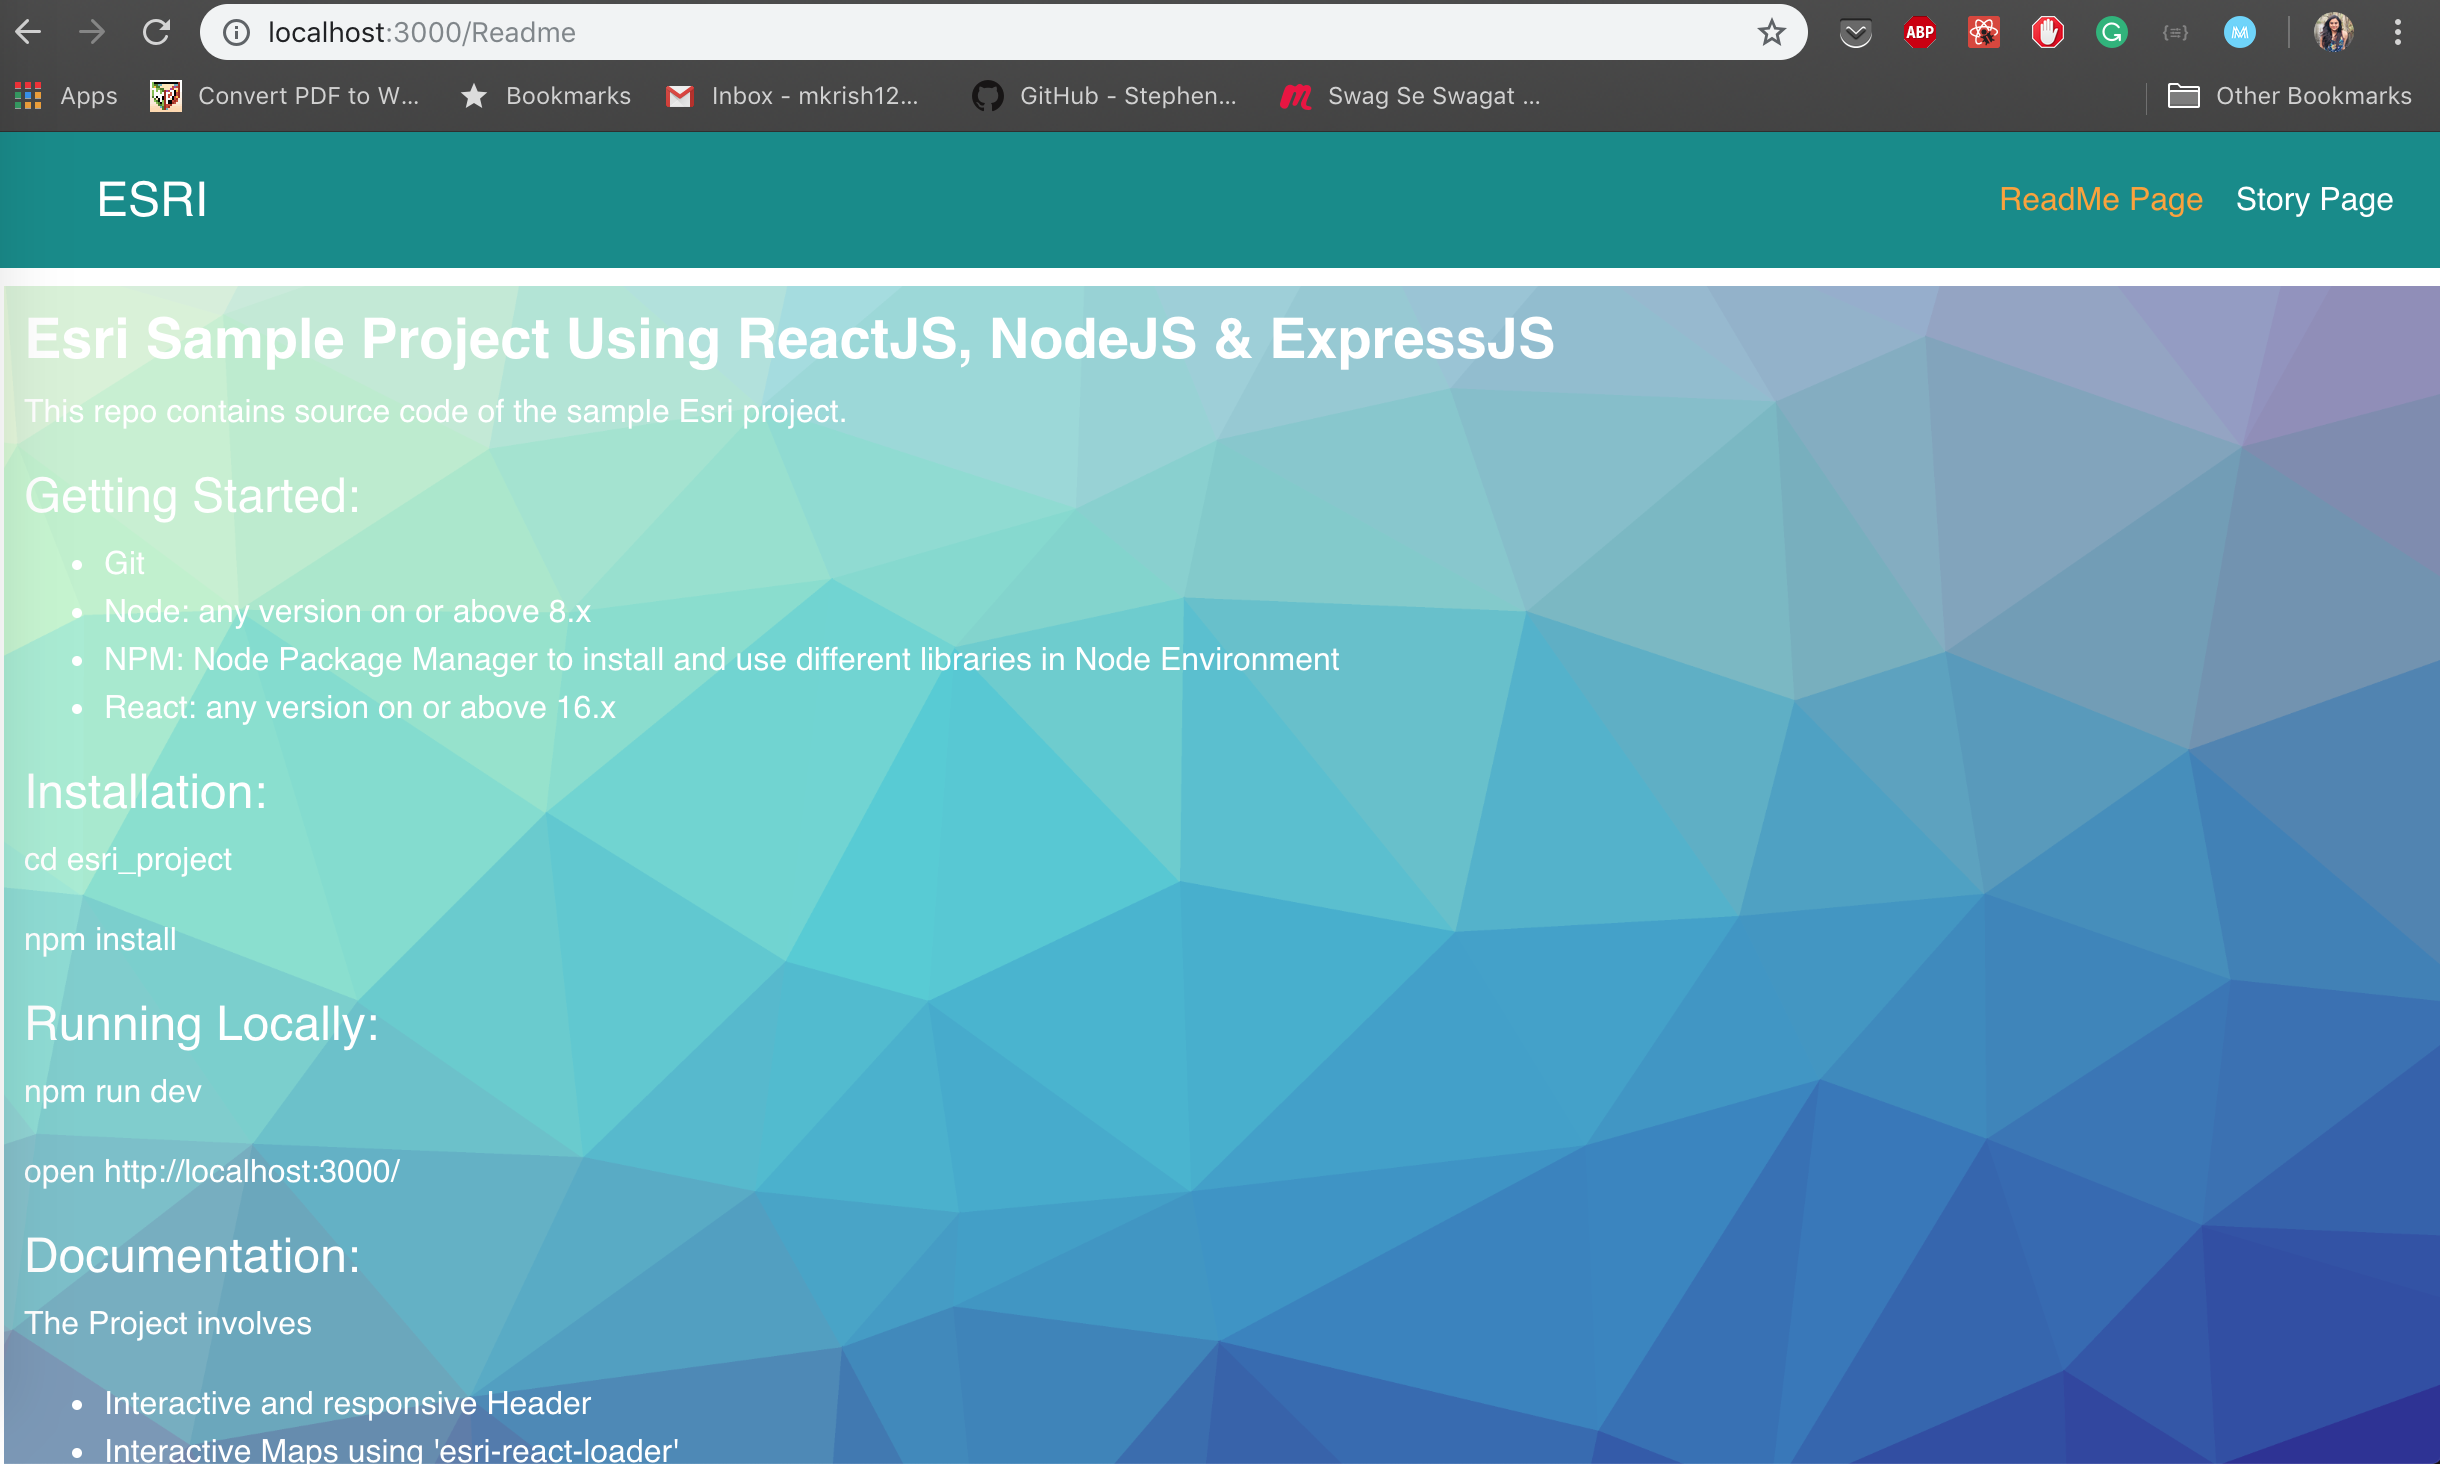 localhost:3000/Readme
ABP
Apps
Convert PDF to W...
Bookmarks
Inbox - mkrish12...
GitHub - Stephen...
Swag Se Swagat ...
Other Bookmarks
ESRI
ReadMe Page
Story Page
Esri Sample Project Using ReactJS, NodeJS & ExpressJS
This repo contains source code of the sample Esri project.
Getting Started:
Git
Node: any version on or above 8.x
NPM: Node Package Manager to install and use different libraries in Node Environment
React: any version on or above 16.x
Installation:
cd esri_project
npm install
Running Locally:
npm run dev
open http://localhost:3000/
Documentation:
The Project involves
Interactive and responsive Header
Interactive Maps using 'esri-react-loader'